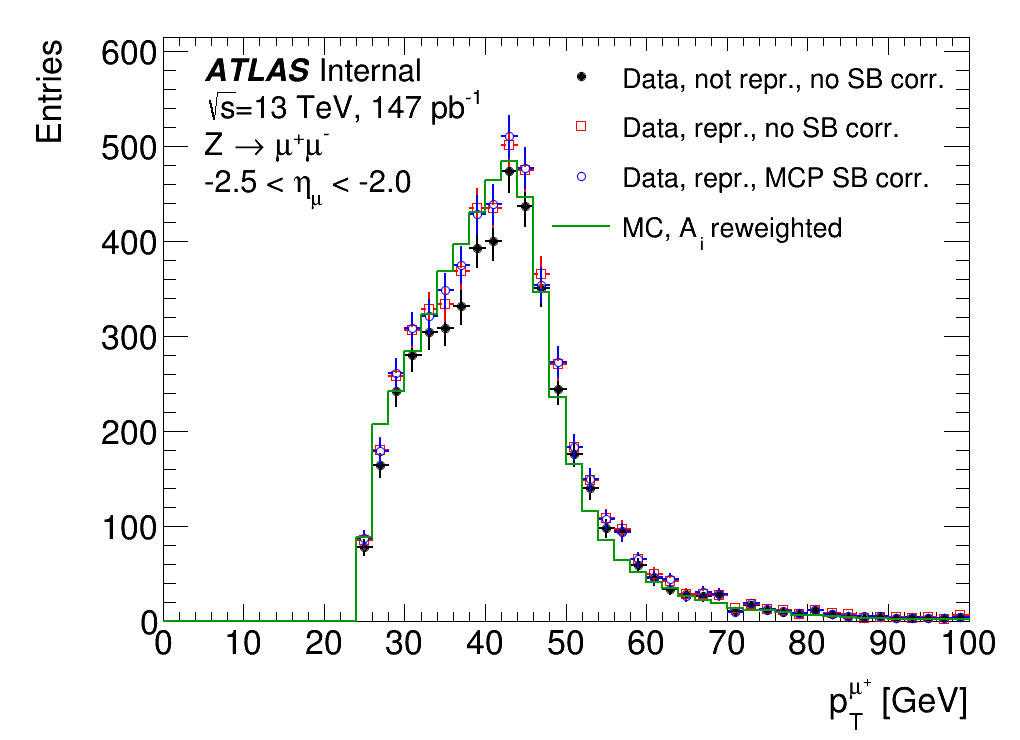 Entries
600
500
400
300
200
100
0
ATLAS Internal
√s=13 TeV, 147 pb⁻¹
Z → μ⁺μ⁻
-2.5 < η_μ < -2.0
Data, not repr., no SB corr.
Data, repr., no SB corr.
Data, repr., MCP SB corr.
MC, A_i reweighted
0 10 20 30 40 50 60 70 80 90 100
p_T^μ⁺ [GeV]